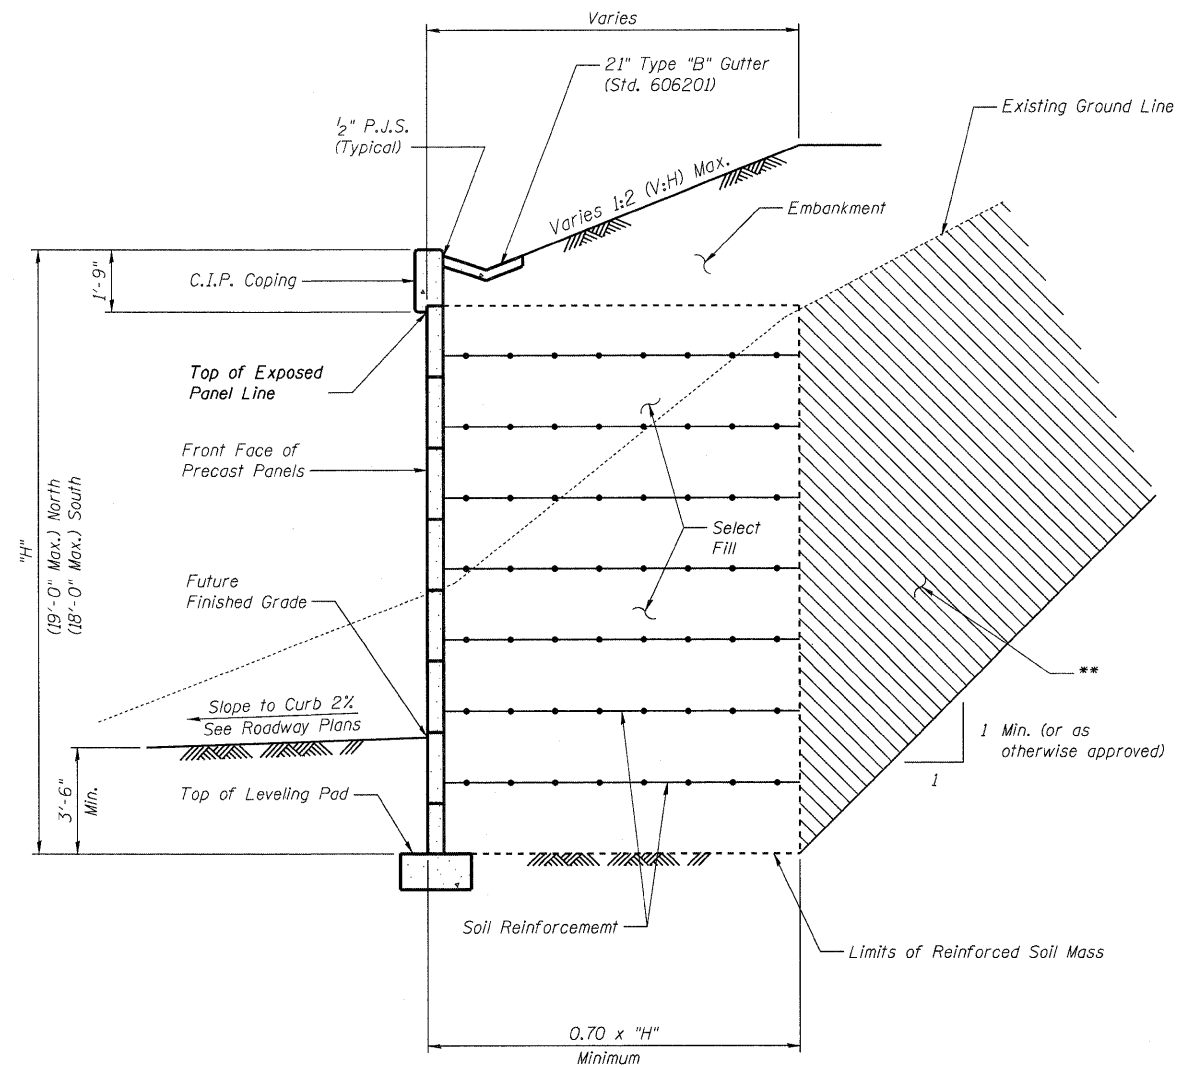 Varies
21" Type "B" Gutter
(Std. 606201)
Existing Ground Line
1/2" P.J.S.
(Typical)
Varies 1:2 (V:H) Max.
Embankment
1'-9"
C.I.P. Coping
Top of Exposed
Panel Line
Front Face of
Precast Panels
"H"
(19'-0" Max.) North
(18'-0" Max.) South
Select
Fill
Future
Finished Grade
**
Slope to Curb 2%
See Roadway Plans
1 Min. (or as
otherwise approved)
1
3'-6"
Min.
Top of Leveling Pad
Soil Reinforcememt
Limits of Reinforced Soil Mass
0.70 x "H"
Minimum